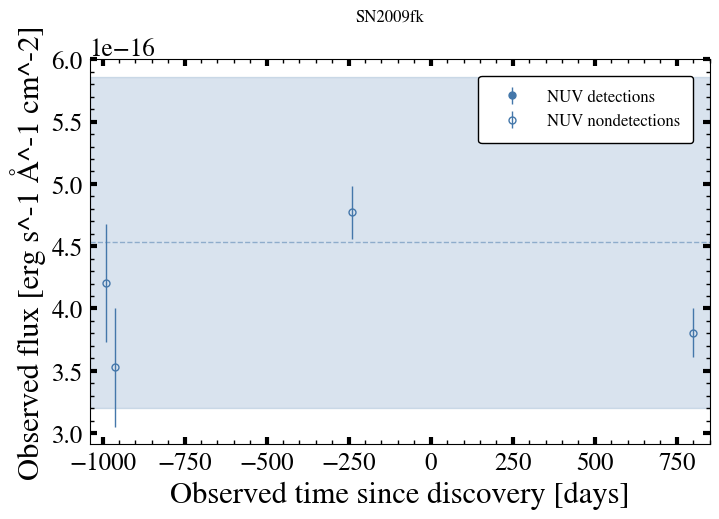 SN2009fk
1e−16
NUV detections
NUV nondetections
6.0
5.5
5.0
4.5
4.0
3.5
3.0
Observed flux [erg s^-1 Å^-1 cm^-2]
−1000 −750 −500 −250 0 250 500 750
Observed time since discovery [days]